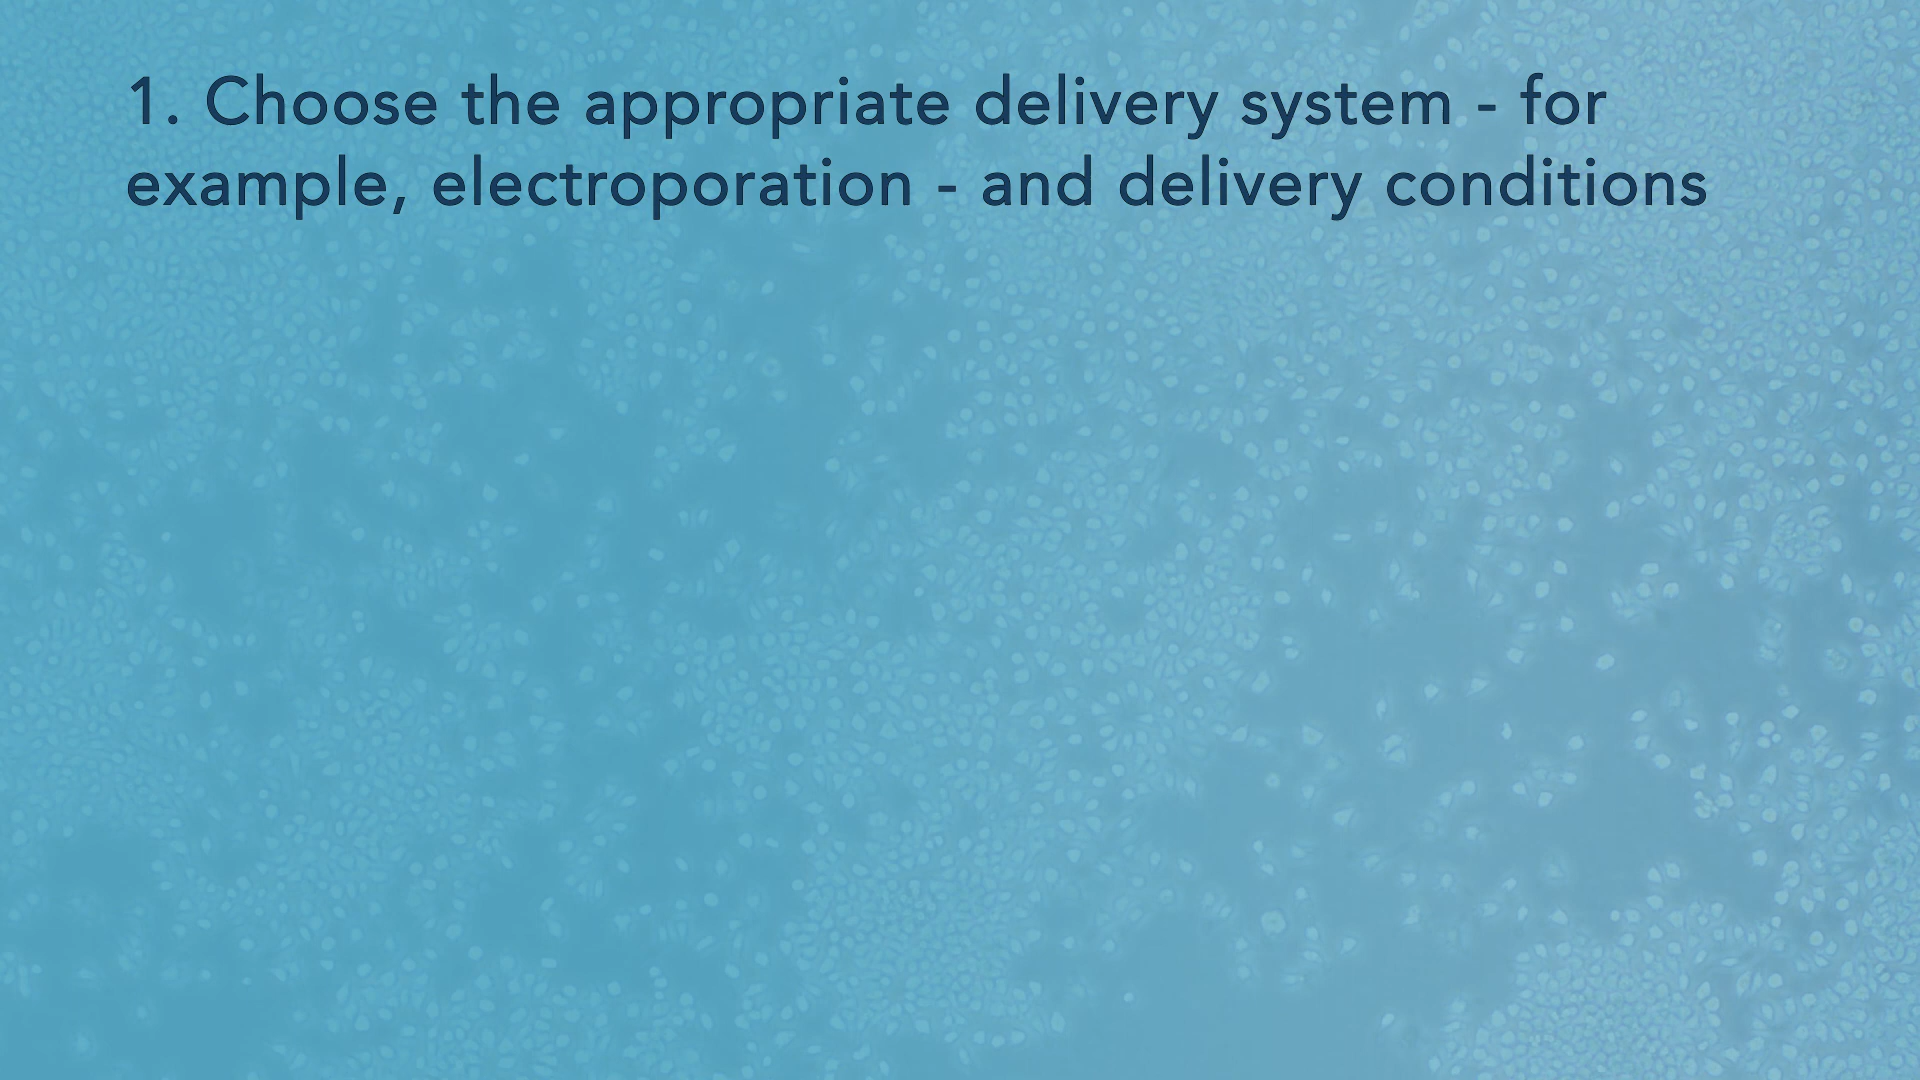 1. Choose the appropriate delivery system - for
example, electroporation - and delivery conditions